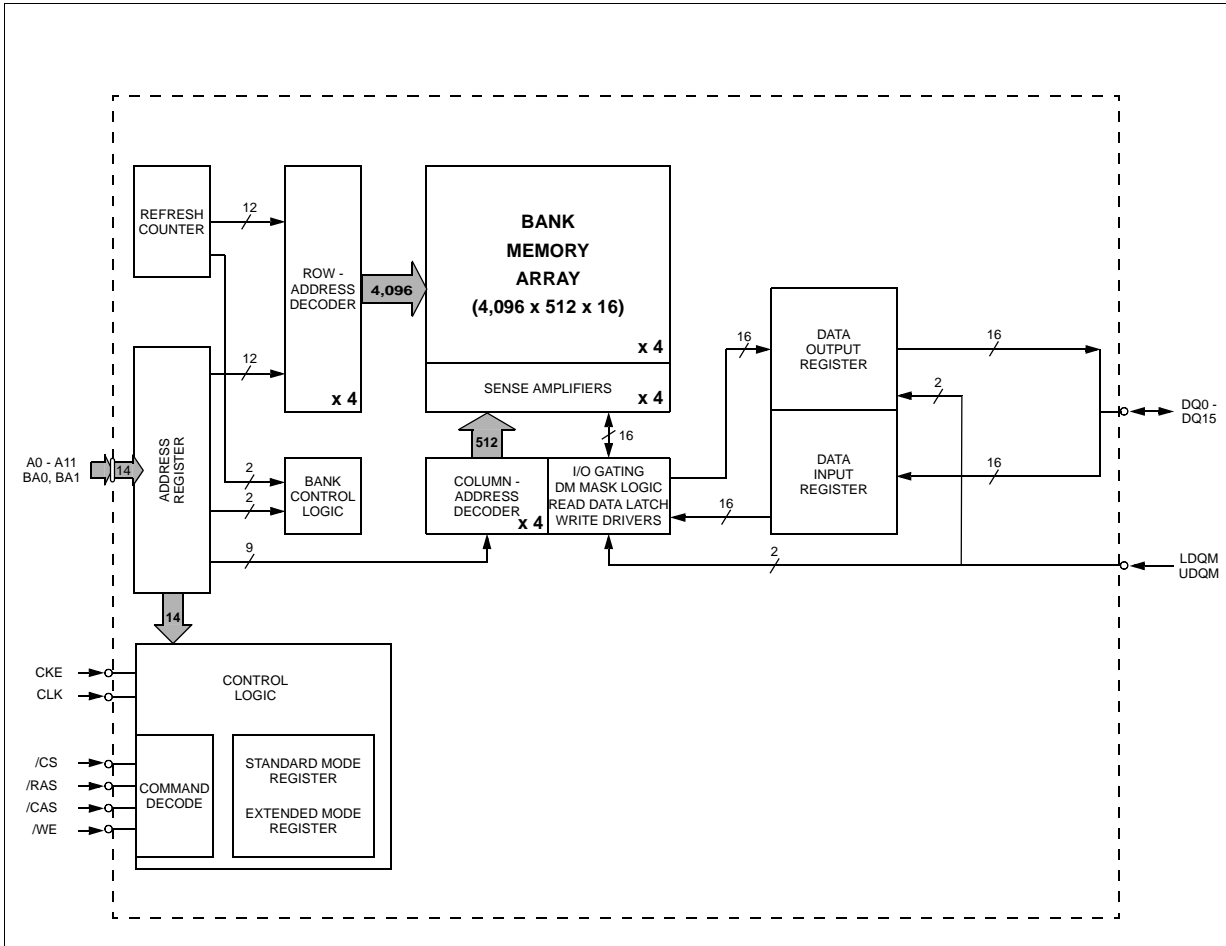 REFRESH
COUNTER
12
ROW -
ADDRESS
DECODER
x 4
4,096
BANK
MEMORY
ARRAY
(4,096 x 512 x 16)
x 4
SENSE AMPLIFIERS
x 4
12
A0 - A11
BA0, BA1
14
ADDRESS
REGISTER
2
2
BANK
CONTROL
LOGIC
9
512
16
COLUMN -
ADDRESS
DECODER
x 4
I/O GATING
DM MASK LOGIC
READ DATA LATCH
WRITE DRIVERS
16
16
DATA
OUTPUT
REGISTER
16
2
DATA
INPUT
REGISTER
16
DQ0 -
DQ15
2
LDQM
UDQM
14
CKE
CLK
CONTROL
LOGIC
/CS
/RAS
/CAS
/WE
COMMAND
DECODE
STANDARD MODE
REGISTER
EXTENDED MODE
REGISTER